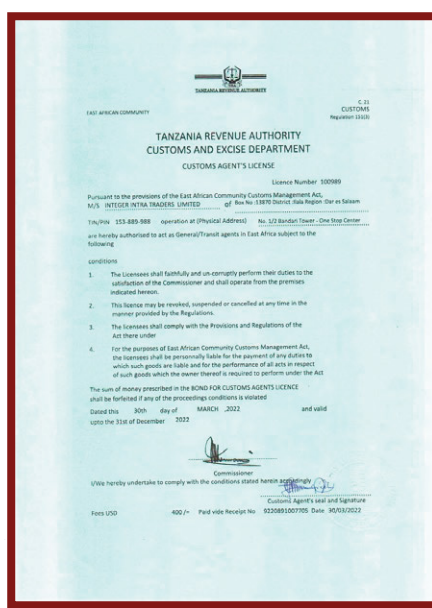 TANZANIA REVENUE AUTHORITY
EAST AFRICAN COMMUNITY
C. 21
CUSTOMS
Regulation 151(3)
TANZANIA REVENUE AUTHORITY
CUSTOMS AND EXCISE DEPARTMENT
CUSTOMS AGENT'S LICENSE
Licence Number 100989
Pursuant to the provisions of the East African Community Customs Management Act,
M/S INTEGER INTRA TRADERS LIMITED of Box No :13870 District :Ilala Region :Dar es Salaam
TIN/PIN 153-889-988 operation at (Physical Address) No. 1/2 Bandari Tower - One Stop Center
are hereby authorised to act as General/Transit agents in East Africa subject to the
following
conditions
1. The Licensees shall faithfully and un-corruptly perform their duties to the
satisfaction of the Commissioner and shall operate from the premises
indicated hereon.
2. This license may be revoked, suspended or cancelled at any time in the
manner provided by the Regulations.
3. The licensees shall comply with the Provisions and Regulations of the
Act there under
4. For the purposes of East African Community Customs Management Act,
the licensees shall be personnally liable for the payment of any duties to
which such goods are liable and for the performance of all acts in respect
of such goods which the owner thereof is required to perform under the Act
The sum of money prescribed in the BOND FOR CUSTOMS AGENTS LICENCE
shall be forfeited if any of the proceedings conditions is violated
Dated this 30th day of MARCH ,2022 and valid
upto the 31st of Desember 2022
Commissioner
I/We hereby undertake to comply with the conditions stated herein accordingly
Customs Agent's seal and Signature
Fees USD 400 /= Paid vide Receipt No 9220891007705 Date 30/03/2022